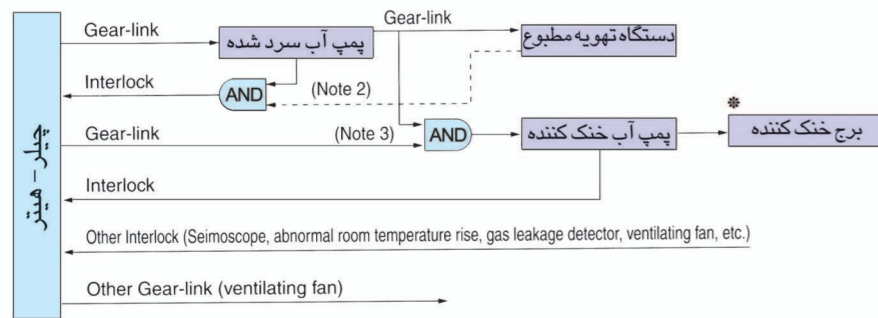 Gear-link
Gear-link
پمپ آب سرد شده
دستگاه تهویه مطبوع
Interlock
AND
(Note 2)
Gear-link
(Note 3)
AND
پمپ آب خنک کننده
*
برج خنک کننده
چیلر - هیتر
Interlock
Other Interlock (Seimoscope, abnormal room temperature rise, gas leakage detector, ventilating fan, etc.)
Other Gear-link (ventilating fan)